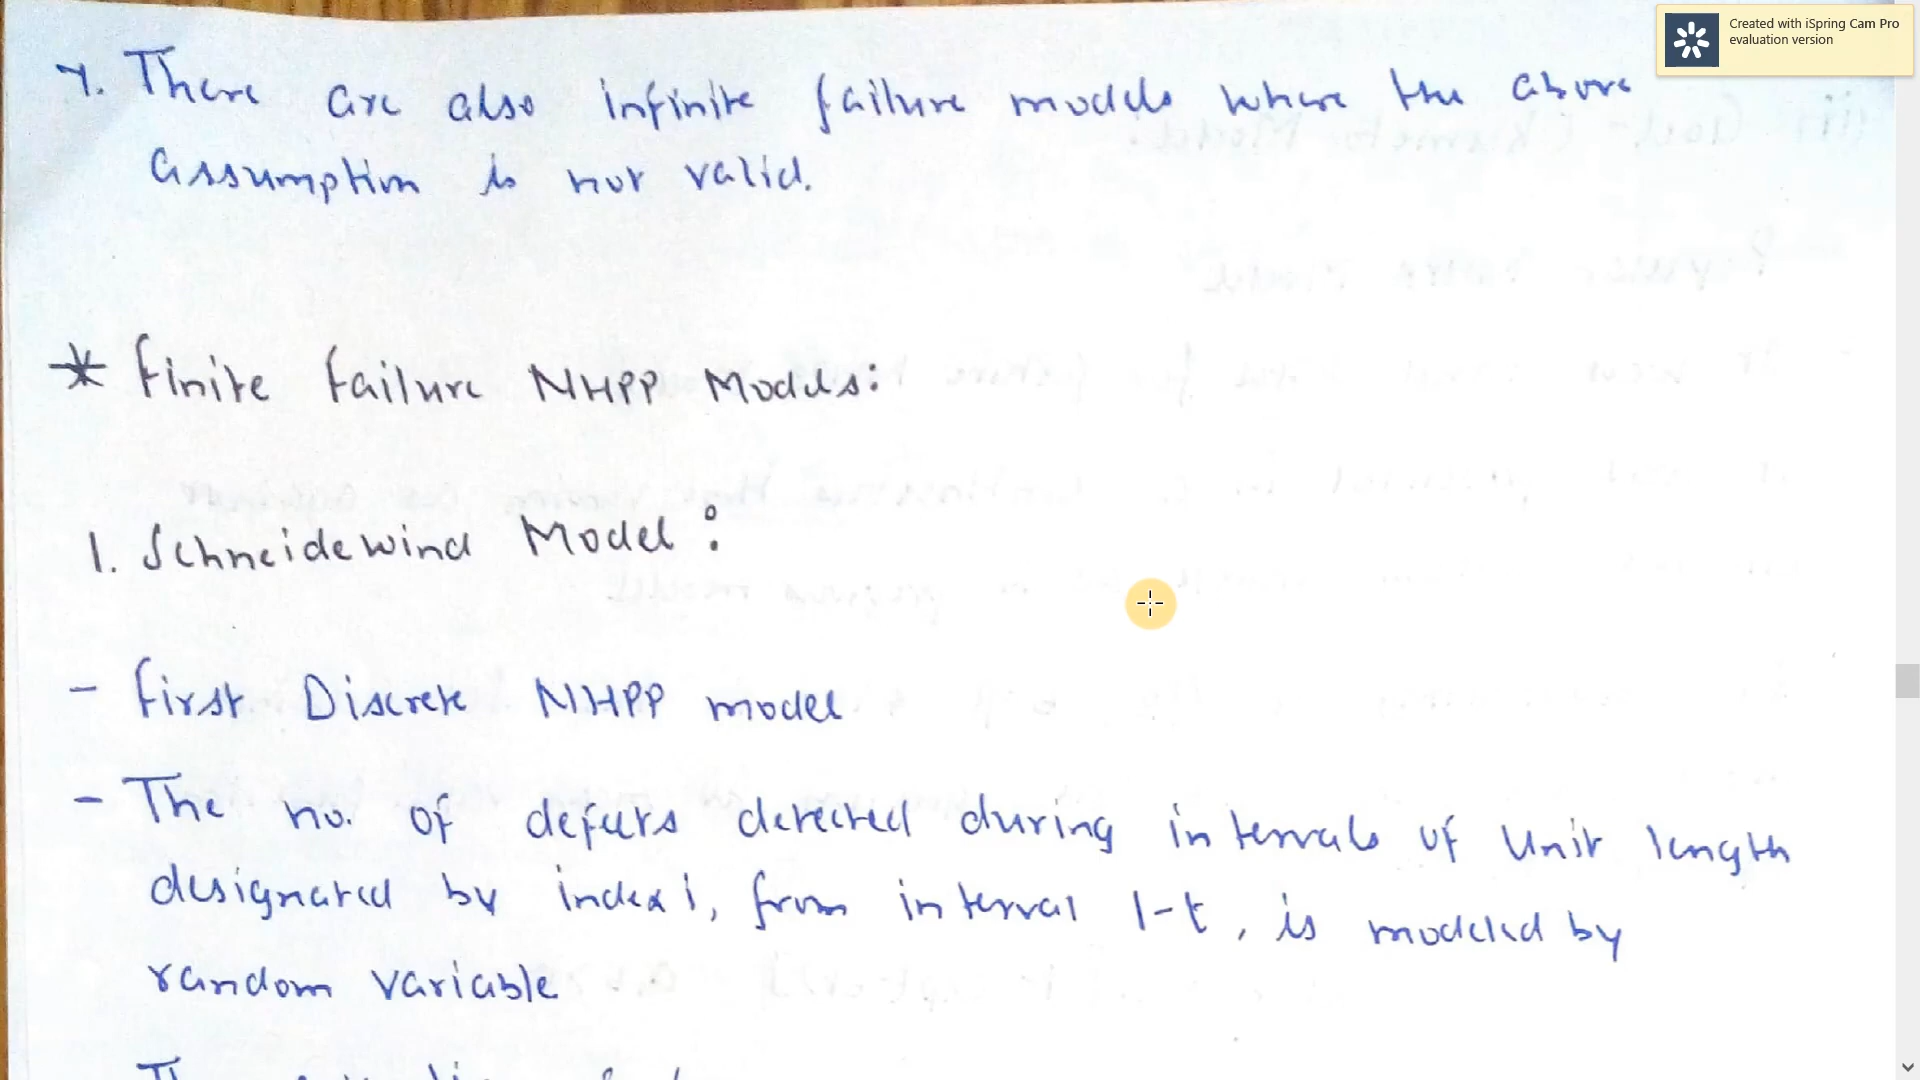 Created with iSpring Cam Pro
evaluation version
7. There are also infinite failure models where the above
assumption is not valid.
* Finite Failure NHPP Models:
1. Schneidewind Model:
- First Discrete NHPP model
- The no. of defects detected during intervals of unit length
designated by index i, from interval 1-t, is modeled by
random variable